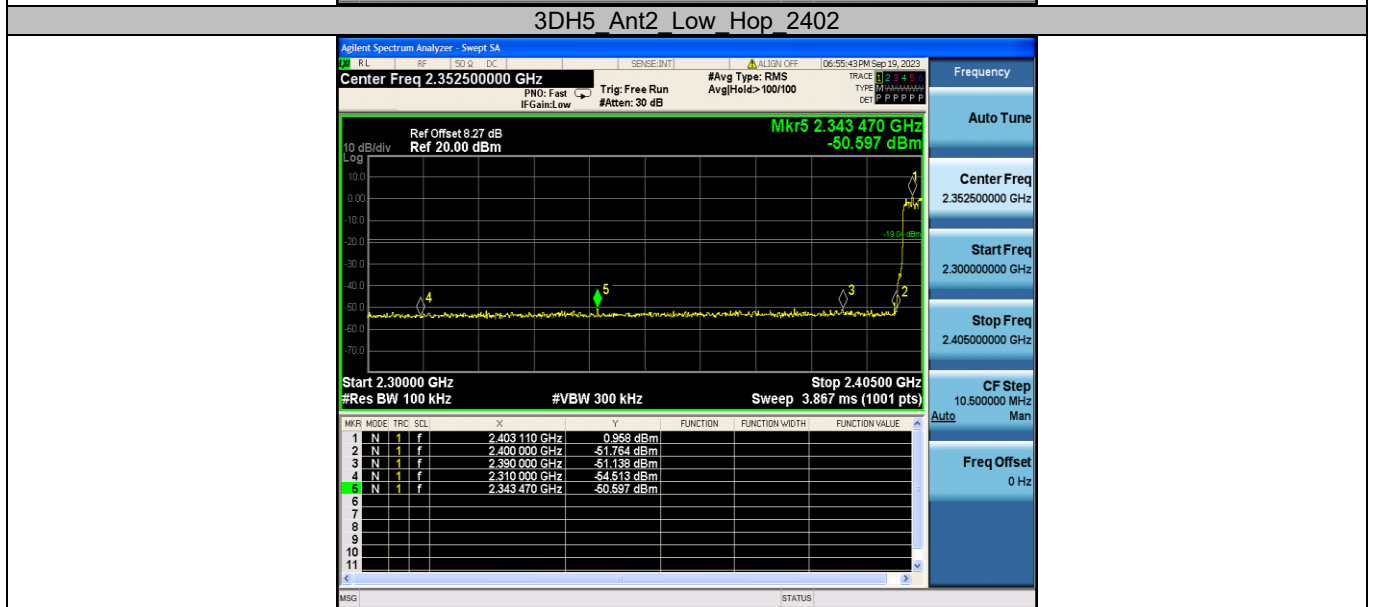 3DH5_Ant2_Low_Hop_2402
Agilent Spectrum Analyzer - Swept SA
RL RF 50 Ω DC SENSE:INT ALIGN OFF 06:55:43 PM Sep 19, 2023
Center Freq 2.352500000 GHz
PNO: Fast
IFGain:Low
Trig: Free Run
#Atten: 30 dB
#Avg Type: RMS
Avg|Hold:> 100/100
TRACE 1 2 3 4 5 6
TYPE M
DET P P P P P P
Mkr5 2.343 470 GHz
-50.597 dBm
Ref Offset 8.27 dB
10 dB/div Ref 20.00 dBm
Log
10.0
0.00
-10.0
-20.0
-30.0
-40.0
-50.0
-60.0
-70.0
1
-19.04 dBm
4
5
3
2
Start 2.30000 GHz Stop 2.40500 GHz
#Res BW 100 kHz #VBW 300 kHz Sweep 3.867 ms (1001 pts)
MKR MODE TRC SCL X Y FUNCTION FUNCTION WIDTH FUNCTION VALUE
1 N 1 f 2.403 110 GHz 0.958 dBm
2 N 1 f 2.400 000 GHz -51.764 dBm
3 N 1 f 2.390 000 GHz -51.138 dBm
4 N 1 f 2.310 000 GHz -54.513 dBm
5 N 1 f 2.343 470 GHz -50.597 dBm
6
7
8
9
10
11
MSG STATUS
Frequency
Auto Tune
Center Freq
2.352500000 GHz
Start Freq
2.300000000 GHz
Stop Freq
2.405000000 GHz
CF Step
10.500000 MHz
Auto Man
Freq Offset
0 Hz